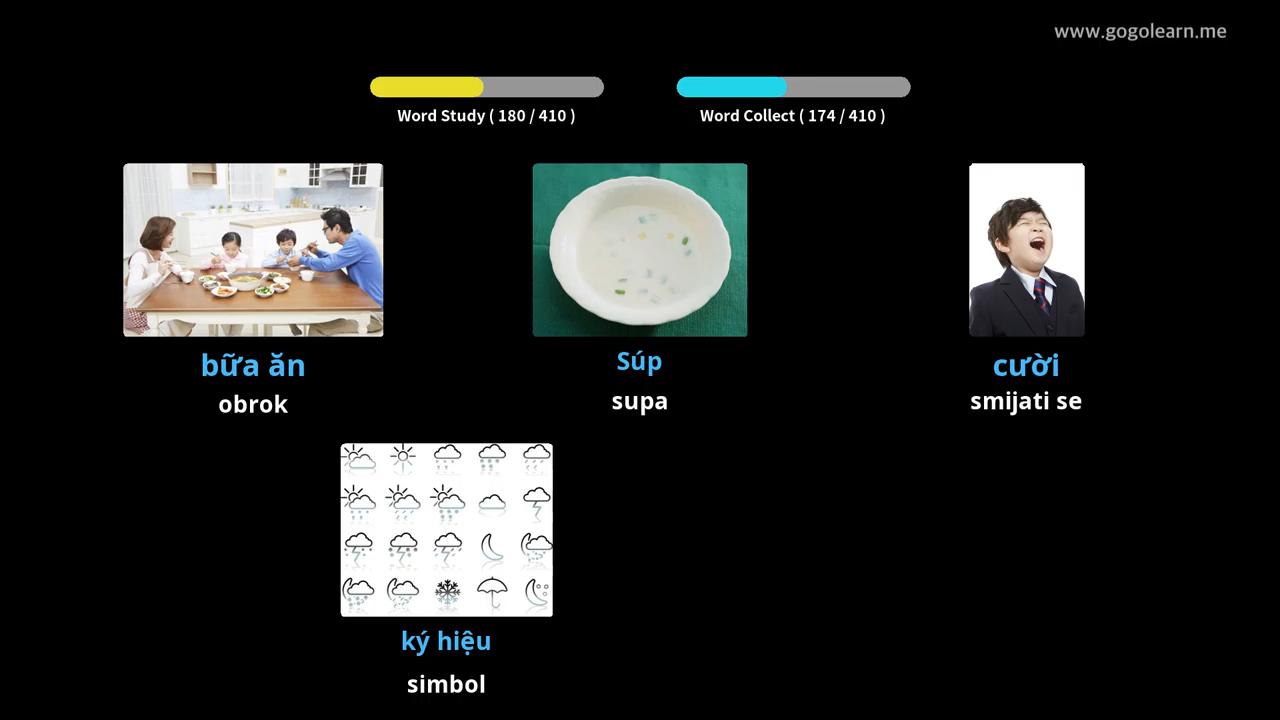 www.gogolearn.me
Word Study ( 180 / 410 )
Word Collect ( 174 / 410 )
bữa ăn
obrok
Súp
supa
cười
smijati se
ký hiệu
simbol